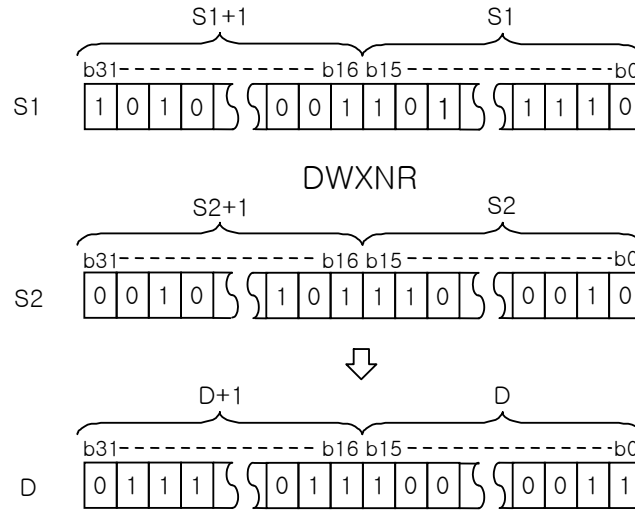 S1+1 S1
b31 b16 b15 b0
S1 1 0 1 0 0 0 1 1 0 1 1 1 1 0
DWXNR
S2+1 S2
b31 b16 b15 b0
S2 0 0 1 0 1 0 1 1 1 0 0 0 1 0
D+1 D
b31 b16 b15 b0
D 0 1 1 1 0 1 1 1 0 0 0 0 1 1